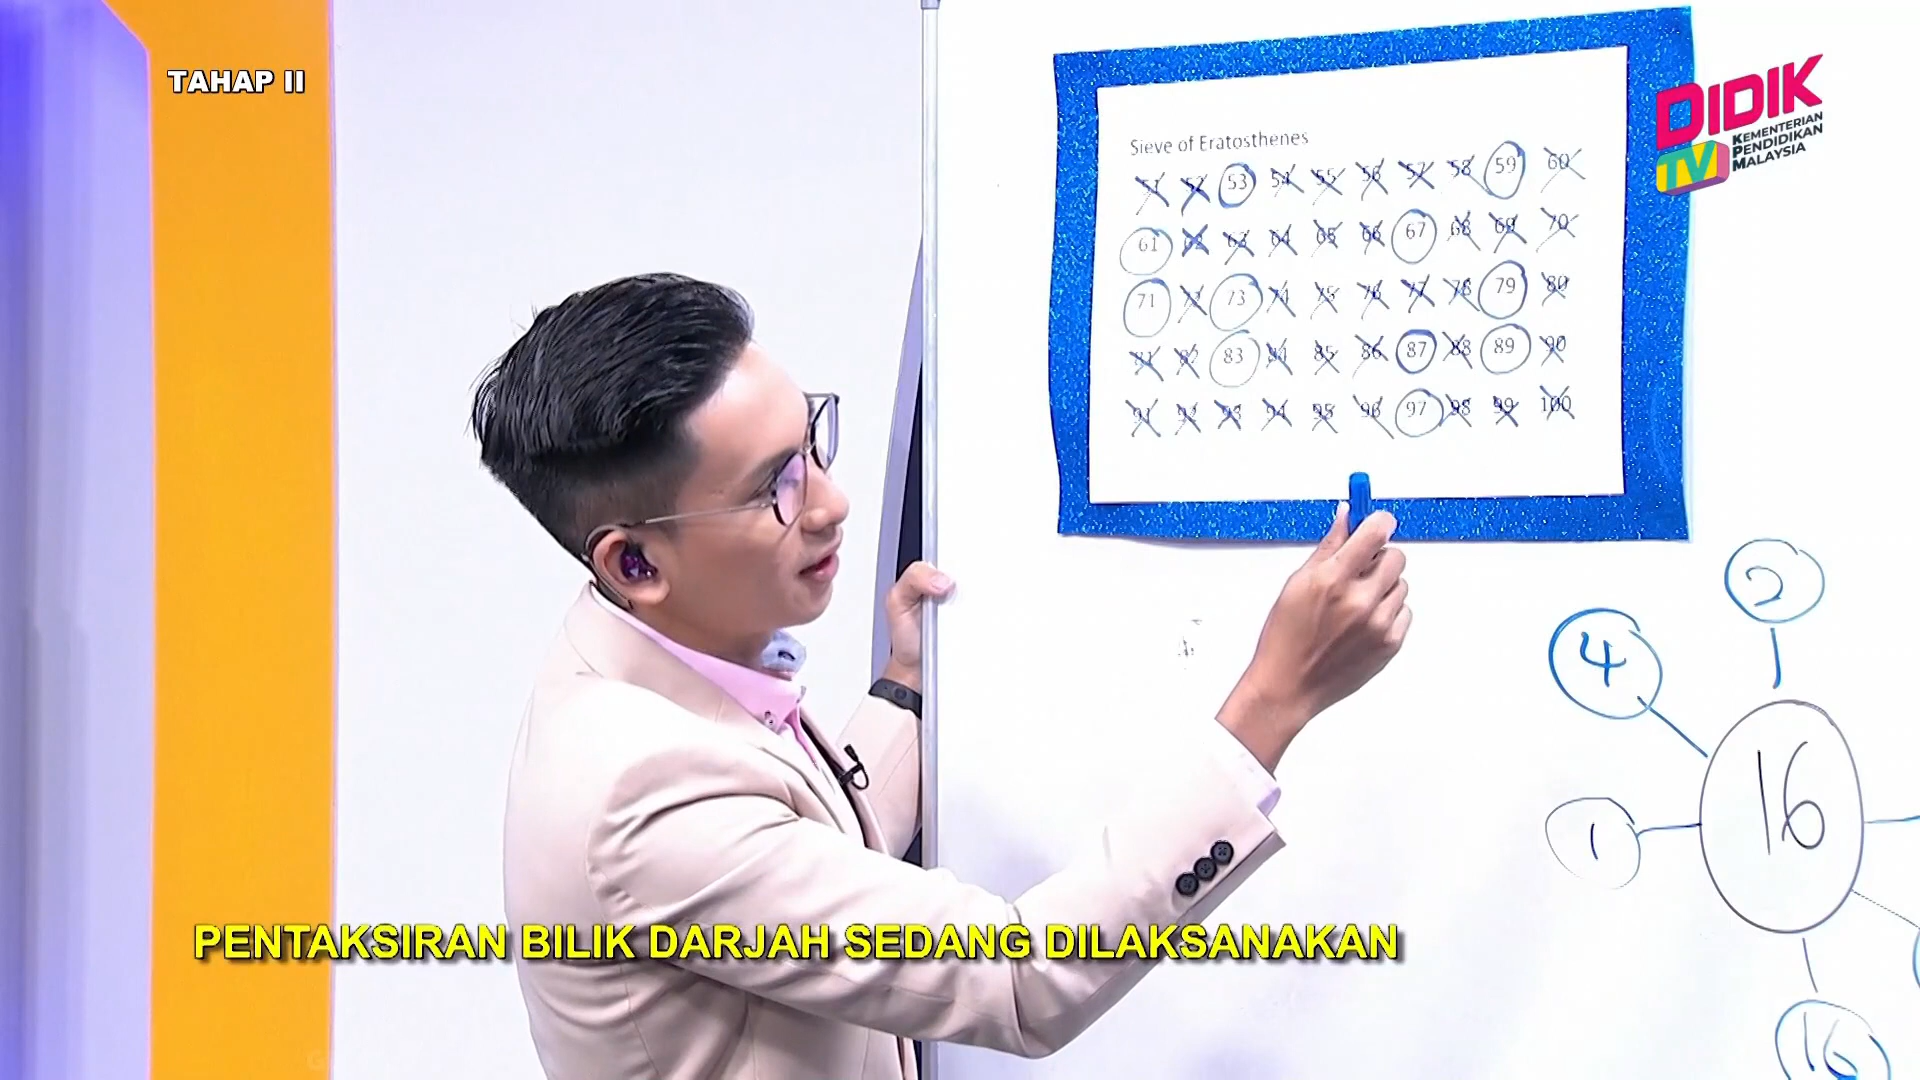 TAHAP II
DIDIK
TV
KEMENTERIAN
PENDIDIKAN
MALAYSIA
Sieve of Eratosthenes
51 52 53 54 55 56 57 58 59 60
61 62 63 64 65 66 67 68 69 70
71 72 73 74 75 76 77 78 79 80
81 82 83 84 85 86 87 88 89 90
91 92 93 94 95 96 97 98 99 100
2
4
16
1
16
PENTAKSIRAN BILIK DARJAH SEDANG DILAKSANAKAN